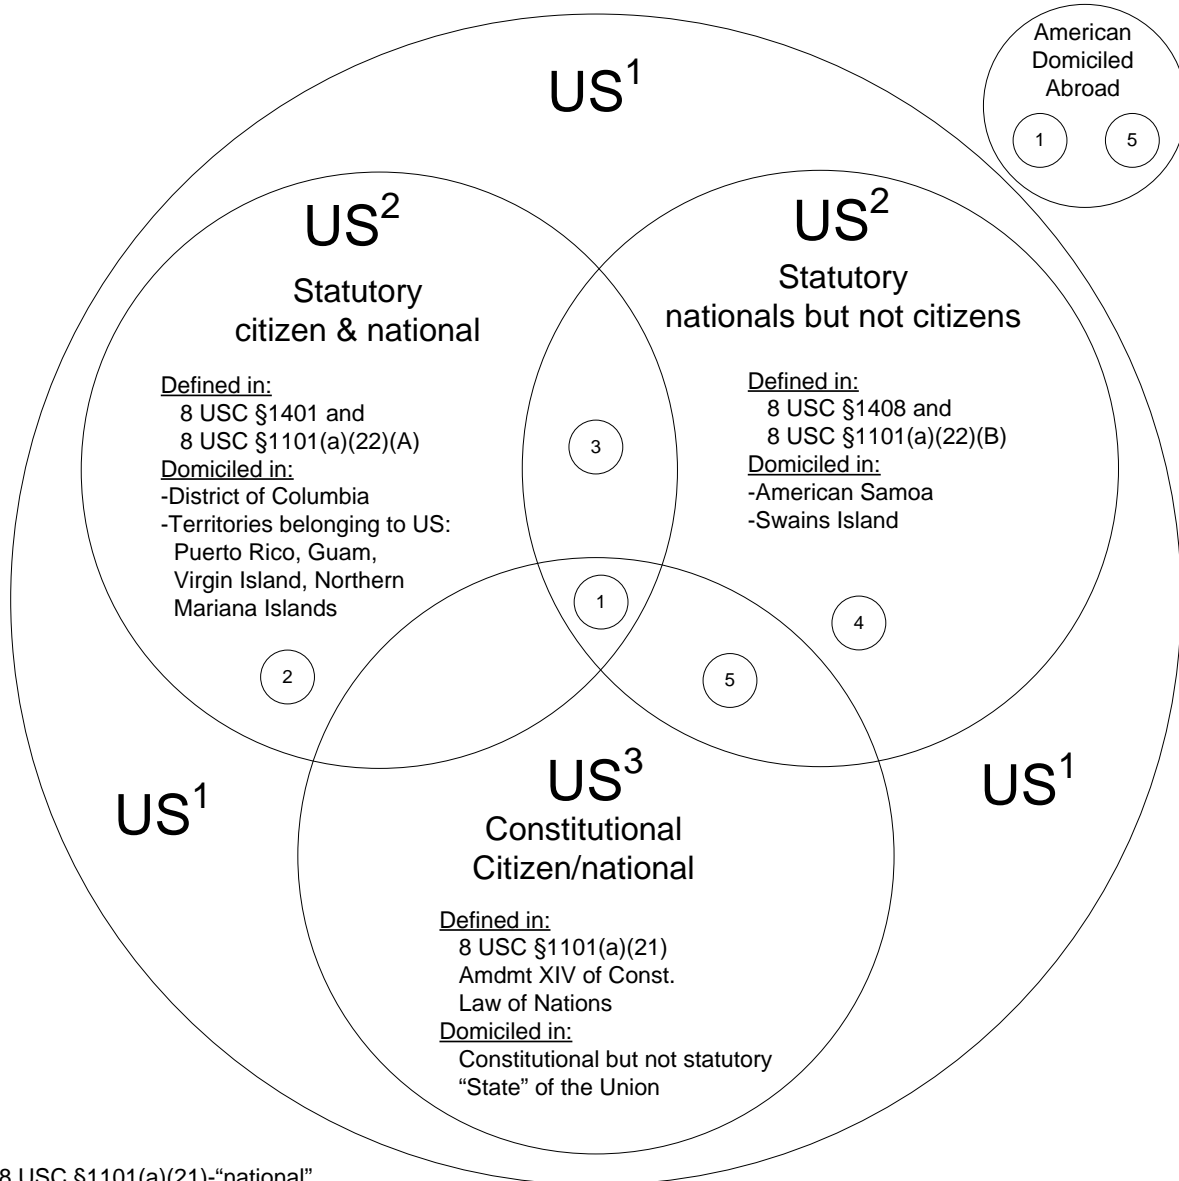 American
Domiciled
Abroad
1 5
US¹
US²
Statutory
citizen & national
Defined in:
8 USC §1401 and
8 USC §1101(a)(22)(A)
Domiciled in:
-District of Columbia
-Territories belonging to US:
Puerto Rico, Guam,
Virgin Island, Northern
Mariana Islands
2
US²
Statutory
nationals but not citizens
Defined in:
8 USC §1408 and
8 USC §1101(a)(22)(B)
Domiciled in:
-American Samoa
-Swains Island
3
1
4
5
US¹
US¹
US³
Constitutional
Citizen/national
Defined in:
8 USC §1101(a)(21)
Amdmt XIV of Const.
Law of Nations
Domiciled in:
Constitutional but not statutory
“State” of the Union
8 USC §1101(a)(21)-“national”